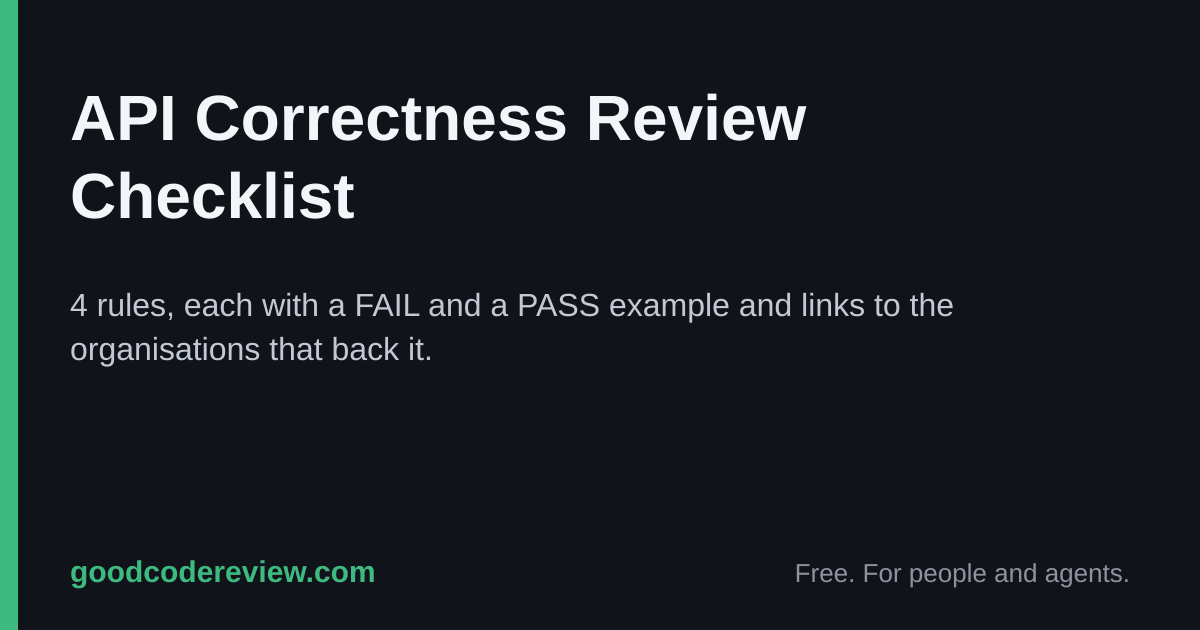 API Correctness Review
Checklist
4 rules, each with a FAIL and a PASS example and links to the
organisations that back it.
goodcodereview.com
Free. For people and agents.